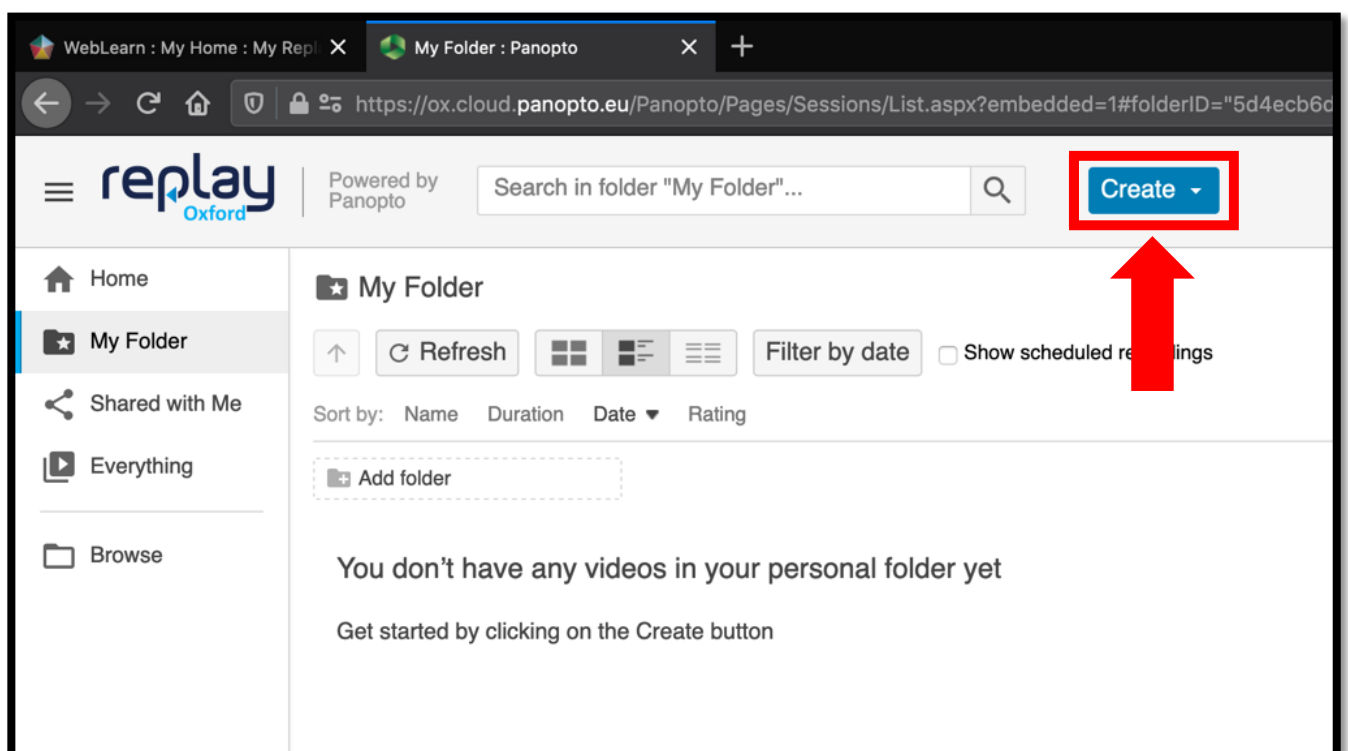 WebLearn : My Home : My Repl
My Folder : Panopto
https://ox.cloud.panopto.eu/Panopto/Pages/Sessions/List.aspx?embedded=1#folderID="5d4ecb6d
replay
Oxford
Powered by
Panopto
Search in folder "My Folder"...
Create
Home
My Folder
Shared with Me
Everything
Browse
My Folder
Refresh
Filter by date
Show scheduled re lings
Sort by: Name Duration Date Rating
Add folder
You don't have any videos in your personal folder yet
Get started by clicking on the Create button